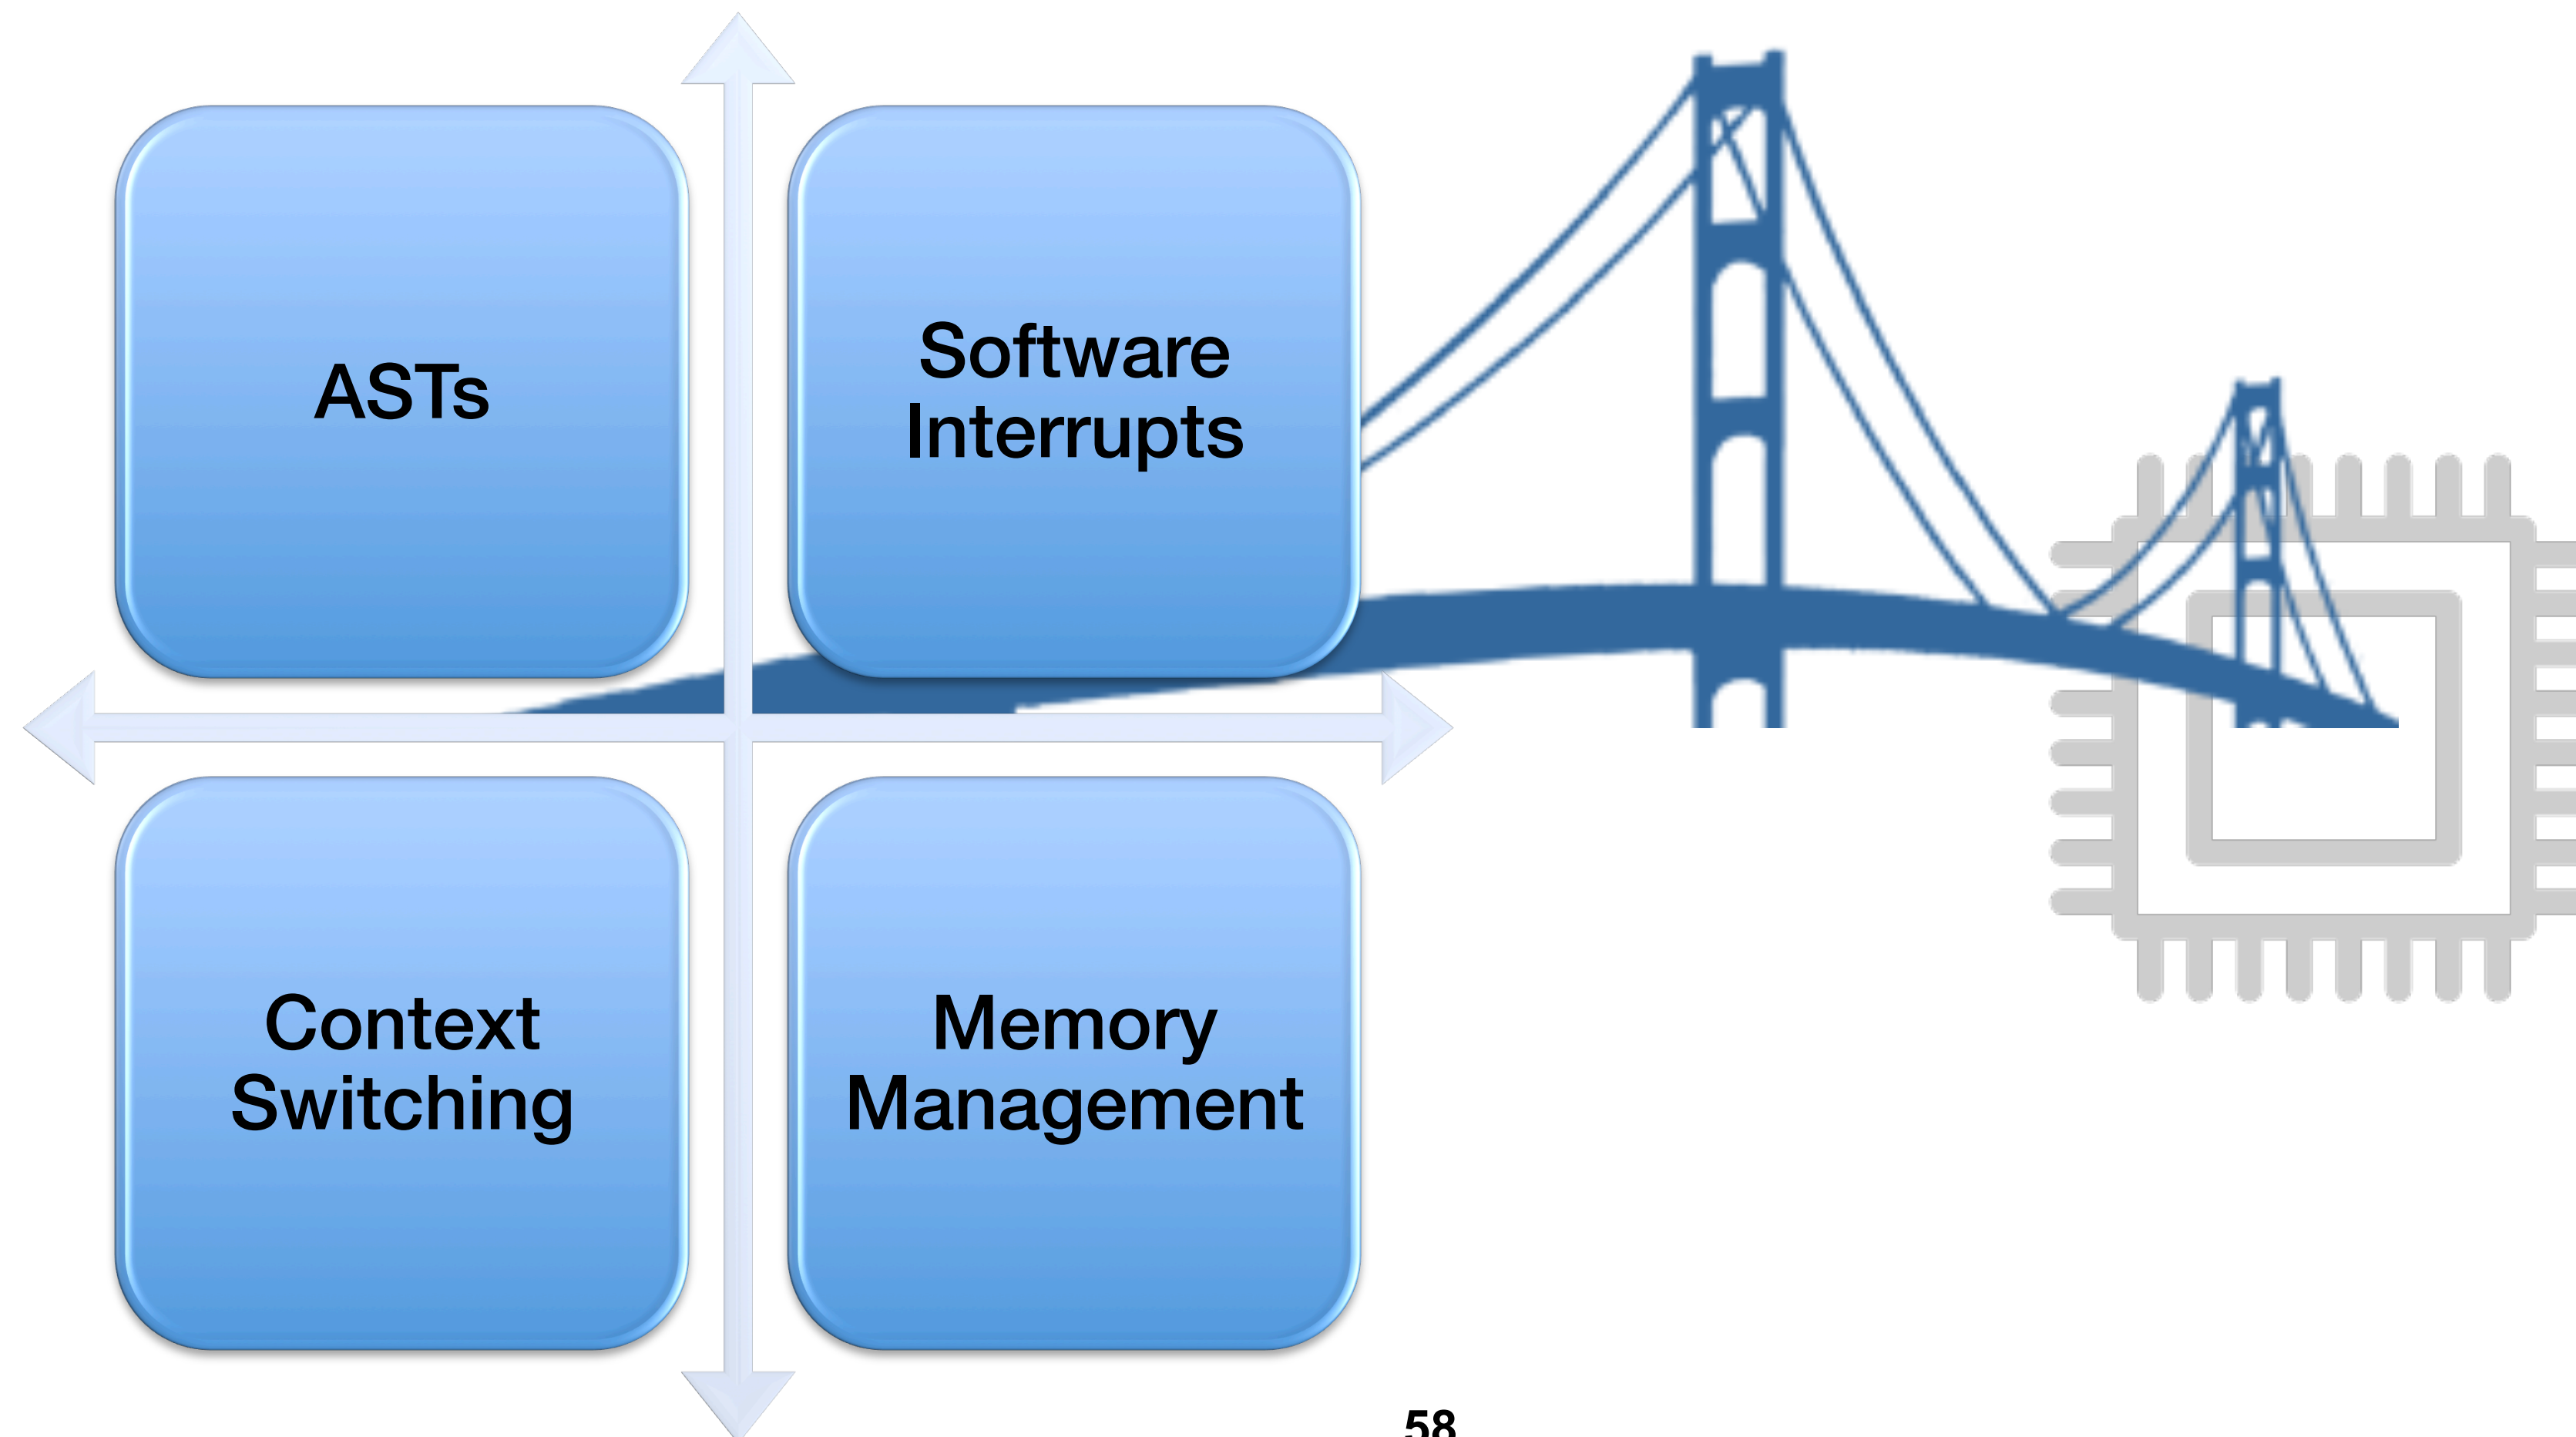 ASTs
Software
Interrupts
Context
Switching
Memory
Management
58